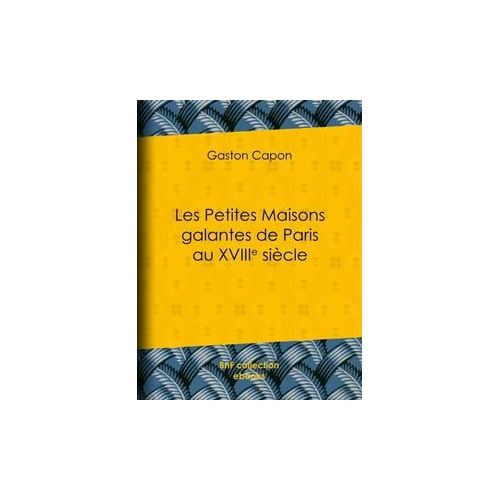 Gaston Capon
Les Petites Maisons
galantes de Paris
au XVIIIe siècle
BnF collection
ebooks